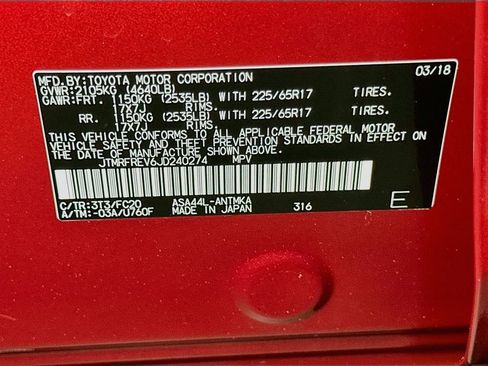 MFD.BY:TOYOTA MOTOR CORPORATION 03/18
GVWR:2105KG (4640LB)
GAWR:FRT. 1150KG (2535LB) WITH 225/65R17 TIRES.
17X7J RIMS.
RR. 1150KG (2535LB) WITH 225/65R17 TIRES.
17X7J RIMS.
THIS VEHICLE CONFORMS TO ALL APPLICABLE FEDERAL MOTOR
VEHICLE SAFETY AND BUMPER STANDARDS IN EFFECT ON THE
DATE OF MANUFACTURE SHOWN ABOVE.
JTMRFREV6JD240274 MPV
C/TR:3T3/FC20 ASA44L-ANTMKA
A/TM:-03A/U760F MADE IN JAPAN 316 E